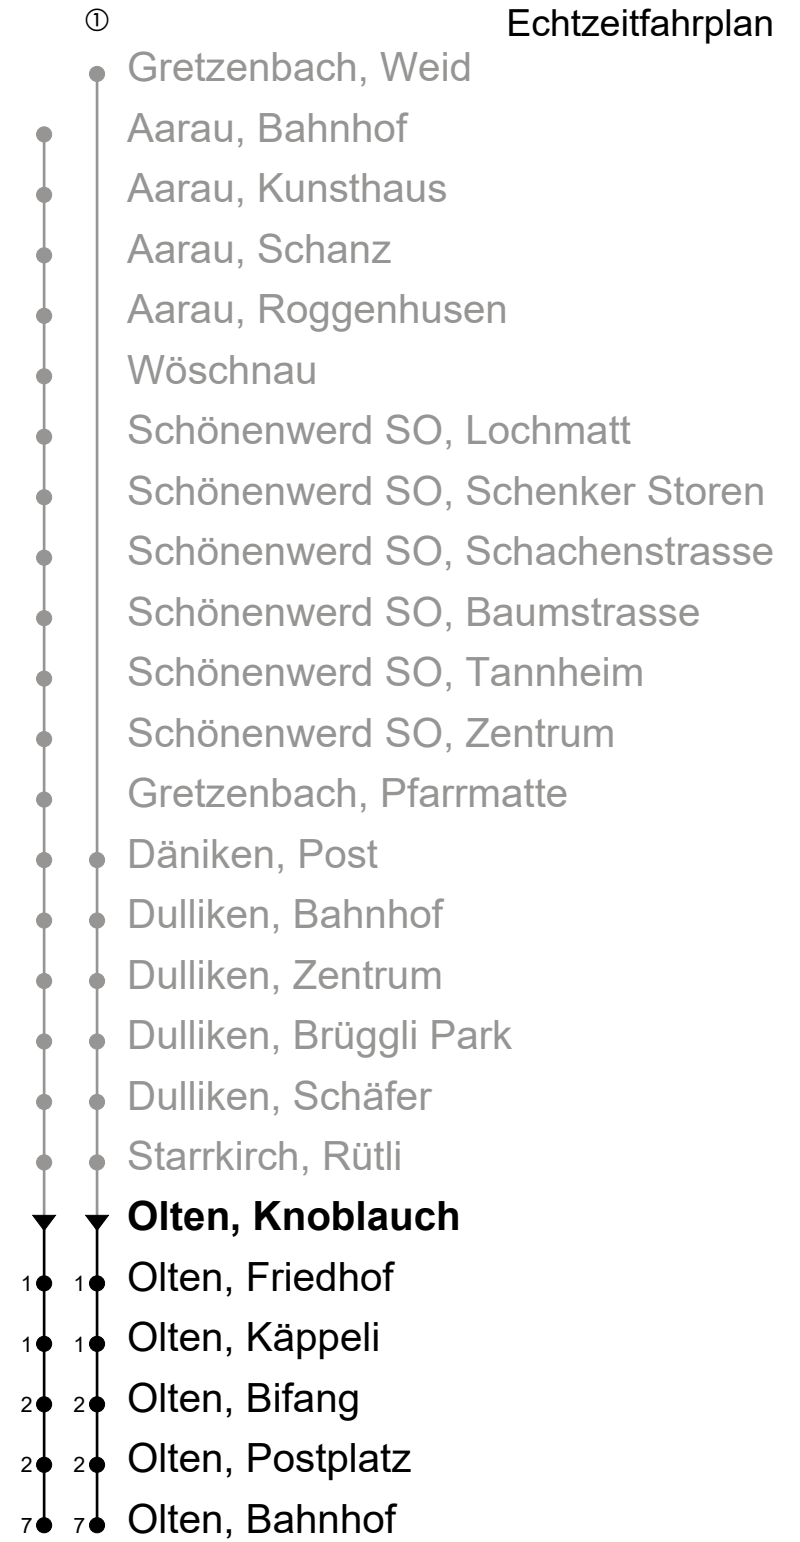 ① Echtzeitfahrplan
Gretzenbach, Weid
Aarau, Bahnhof
Aarau, Kunsthaus
Aarau, Schanz
Aarau, Roggenhusen
Wöschnau
Schönenwerd SO, Lochmatt
Schönenwerd SO, Schenker Storen
Schönenwerd SO, Schachenstrasse
Schönenwerd SO, Baumstrasse
Schönenwerd SO, Tannheim
Schönenwerd SO, Zentrum
Gretzenbach, Pfarrmatte
Däniken, Post
Dulliken, Bahnhof
Dulliken, Zentrum
Dulliken, Brüggli Park
Dulliken, Schäfer
Starrkirch, Rütli
Olten, Knoblauch
1 1 Olten, Friedhof
1 1 Olten, Käppeli
2 2 Olten, Bifang
2 2 Olten, Postplatz
7 7 Olten, Bahnhof